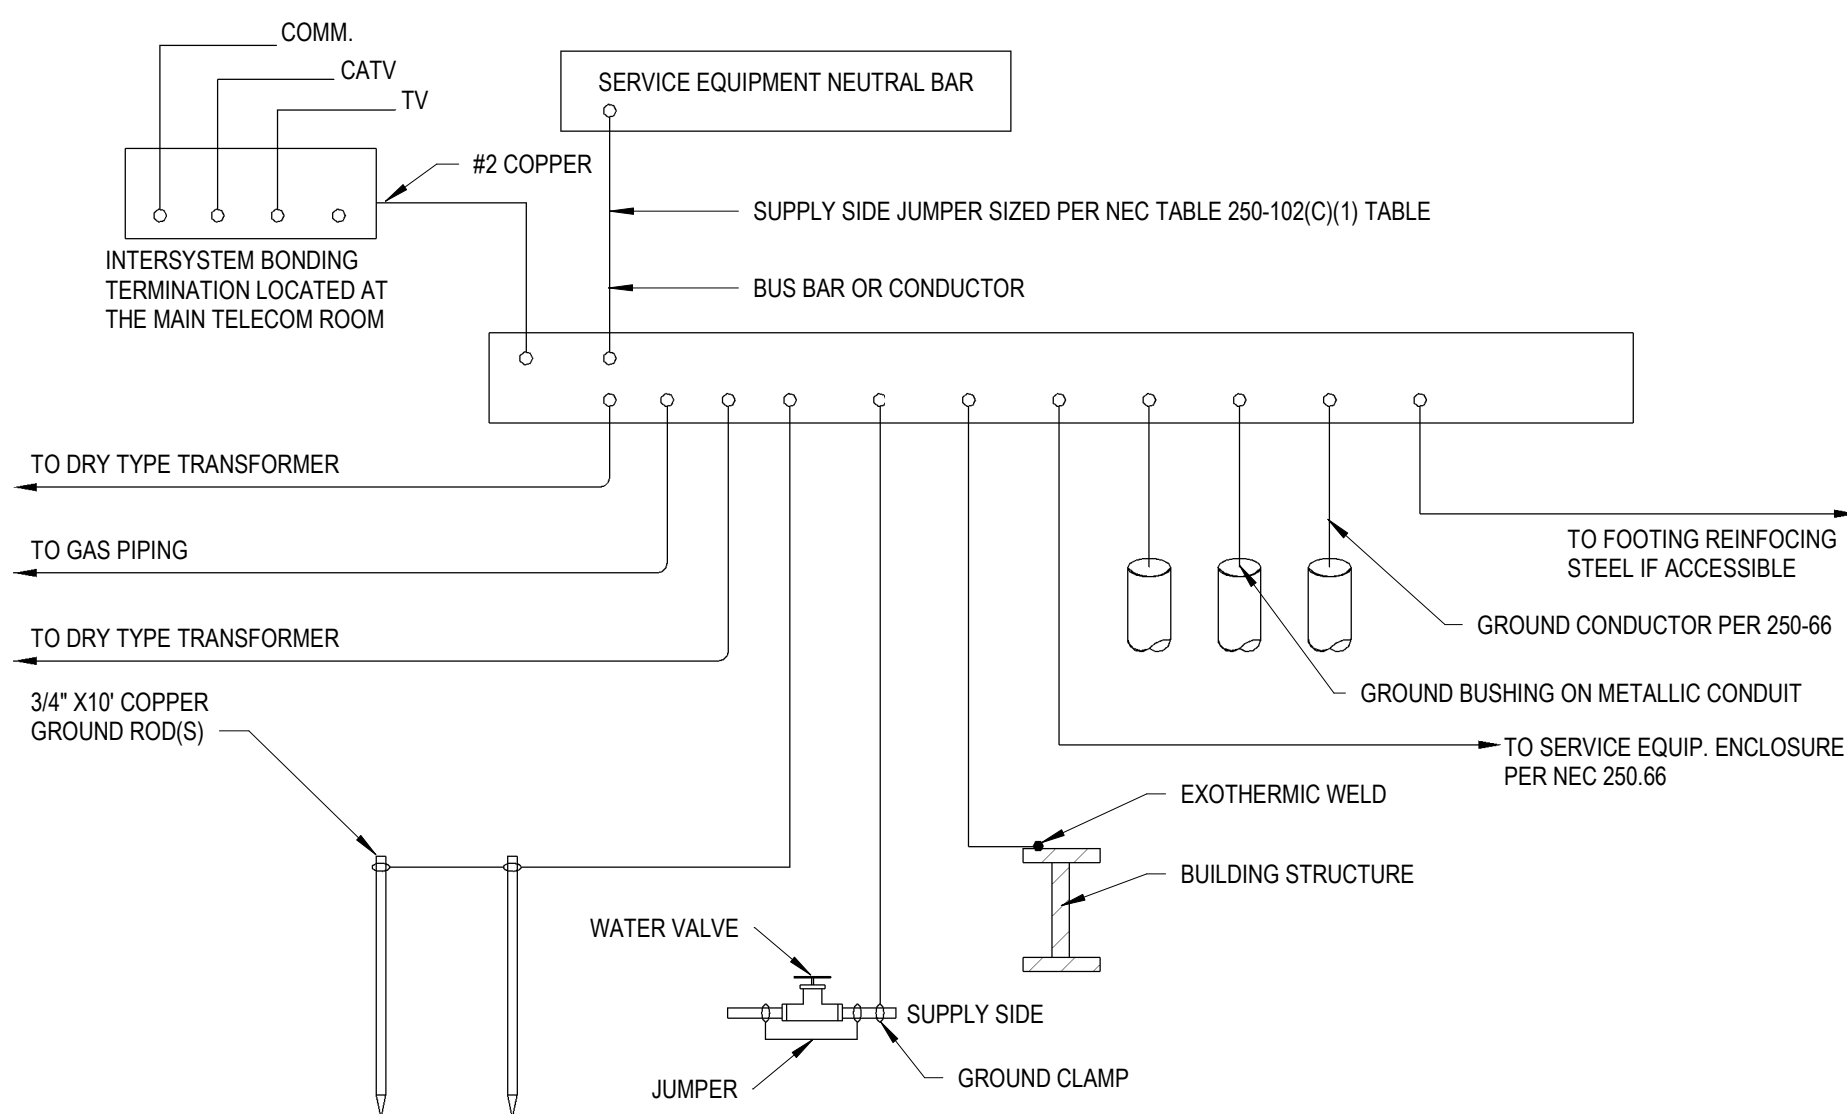 COMM.
CATV
TV
SERVICE EQUIPMENT NEUTRAL BAR
#2 COPPER
SUPPLY SIDE JUMPER SIZED PER NEC TABLE 250-102(C)(1) TABLE
INTERSYSTEM BONDING
TERMINATION LOCATED AT
THE MAIN TELECOM ROOM
BUS BAR OR CONDUCTOR
TO DRY TYPE TRANSFORMER
TO GAS PIPING
TO DRY TYPE TRANSFORMER
TO FOOTING REINFOCING
STEEL IF ACCESSIBLE
GROUND CONDUCTOR PER 250-66
GROUND BUSHING ON METALLIC CONDUIT
3/4" X10' COPPER
GROUND ROD(S)
TO SERVICE EQUIP. ENCLOSURE
PER NEC 250.66
EXOTHERMIC WELD
BUILDING STRUCTURE
WATER VALVE
SUPPLY SIDE
GROUND CLAMP
JUMPER